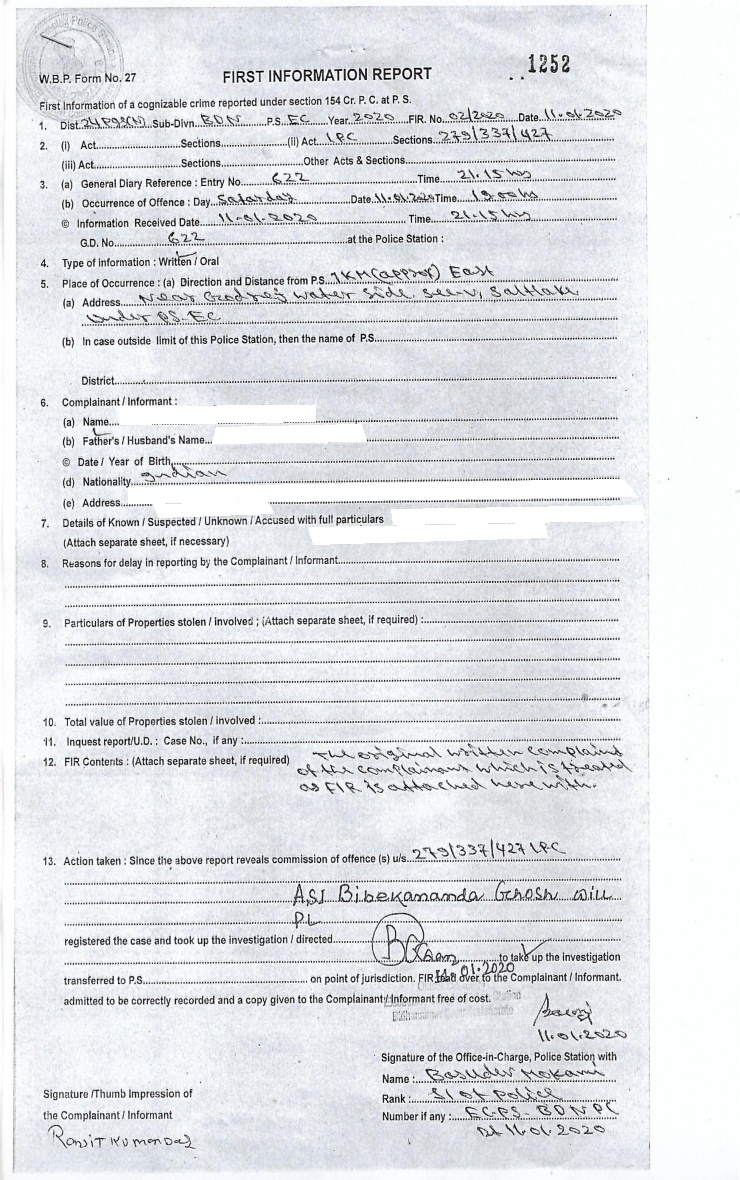 W.B.P. Form No. 27
FIRST INFORMATION REPORT
1252
First Information of a cognizable crime reported under section 154 Cr. P. C. at P. S.
1. Dist. 24 PGS(N) Sub-Divn. BDN P.S. EC Year. 2020 FIR. No. 02/2020 Date. 11.01.2020
2. (i) Act Sections (ii) Act. IPC Sections. 279/337/427
(iii) Act Sections Other Acts & Sections
3. (a) General Diary Reference : Entry No. 622 Time 21.15 hrs
(b) Occurrence of Offence : Day Saturday Date 11.01.2020 Time
© Information Received Date 11-01-2020 Time 21.15 hrs
G.D. No. 622 at the Police Station :
4. Type of information : Written / Oral
5. Place of Occurrence : (a) Direction and Distance from P.S. 1 KM (approx) East
(a) Address Near Godrej water Side, Sec-V, Saltlake
under PS-EC
(b) In case outside limit of this Police Station, then the name of P.S.
District
6. Complainant / Informant :
(a) Name
(b) Father's / Husband's Name
© Date / Year of Birth
(d) Nationality Indian
(e) Address
7. Details of Known / Suspected / Unknown / Accused with full particulars
(Attach separate sheet, if necessary)
8. Reasons for delay in reporting by the Complainant / Informant
9. Particulars of Properties stolen / involved ; (Attach separate sheet, if required) :
10. Total value of Properties stolen / involved :
11. Inquest report/U.D. : Case No., if any :
12. FIR Contents : (Attach separate sheet, if required) The original written complaint
of the complainant which is treated
as FIR is attached here with.
13. Action taken : Since the above report reveals commission of offence (s) u/s. 279/337/427 IPC
ASI Bibekananda Ghosh will
PL
registered the case and took up the investigation / directed
to take up the investigation
transferred to P.S. on point of jurisdiction. FIR over to the Complainant / Informant.
admitted to be correctly recorded and a copy given to the Complainant / Informant free of cost.
11.01.2020
Signature of the Office-in-Charge, Police Station with
Name :
Rank : SI of Police
Number if any : EC-PS-BDNPC
Dt 11.01.2020
Signature /Thumb Impression of
the Complainant / Informant